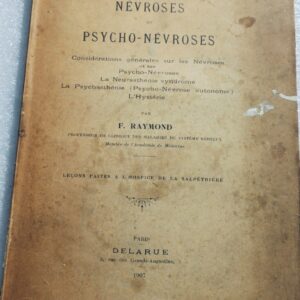 NÉVROSES
ET
PSYCHO-NÉVROSES
Considérations générales sur les Névroses
et les
Psycho-Névroses
La Neurasthénie syndrome
La Psychasthénie (Psycho-Névrose autonome)
L'Hystérie
PAR
F. RAYMOND
PROFESSEUR DE CLINIQUE DES MALADIES DU SYSTÈME NERVEUX
Membre de l'Académie de Médecine
LEÇONS FAITES A L'HOSPICE DE LA SALPÊTRIÈRE
PARIS
DELARUE
5, rue des Grands-Augustins,
1907